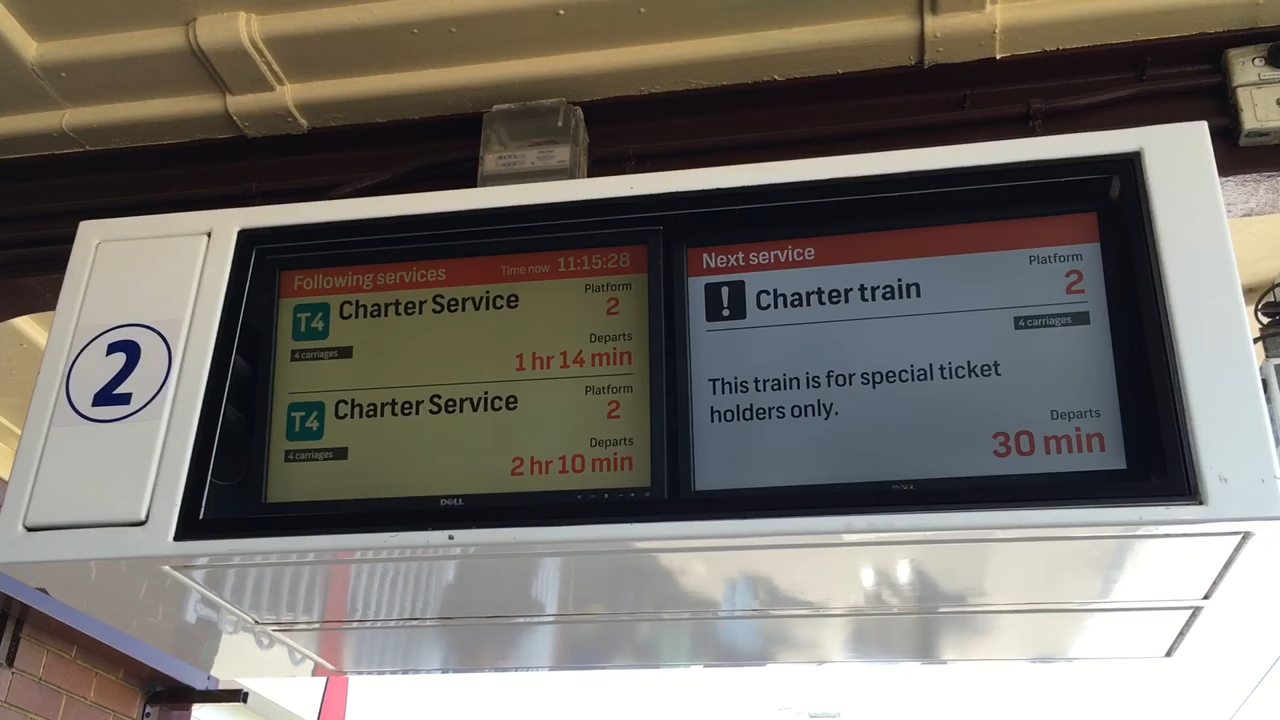 2
Following services
Time now 11:15:28
T4 Charter Service
Platform
2
4 carriages
Departs
1 hr 14 min
T4 Charter Service
Platform
2
4 carriages
Departs
2 hr 10 min
DELL
Next service
! Charter train
Platform
2
4 carriages
This train is for special ticket
holders only.
Departs
30 min
DELL